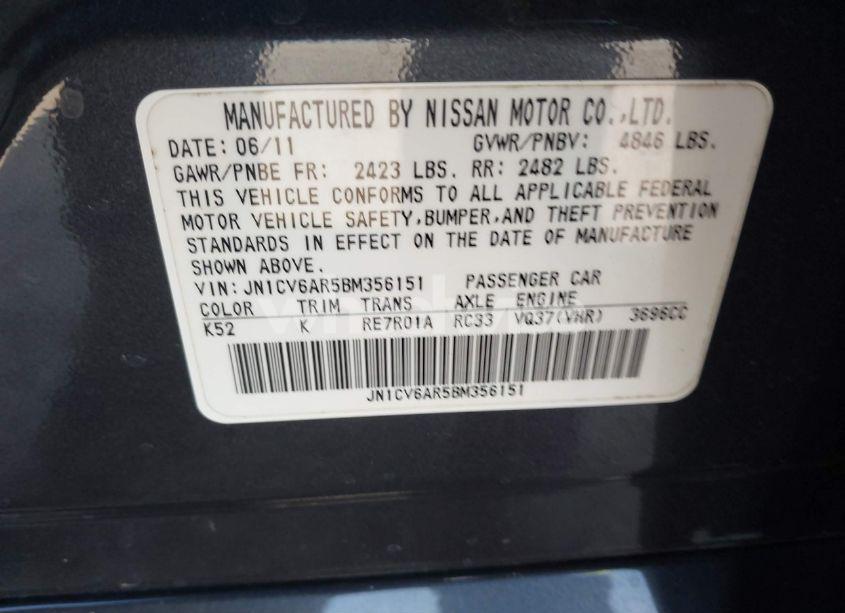 MANUFACTURED BY NISSAN MOTOR CO.,LTD.
DATE: 06/11 GVWR/PNBV: 4846 LBS.
GAWR/PNBE FR: 2423 LBS. RR: 2482 LBS.
THIS VEHICLE CONFORMS TO ALL APPLICABLE FEDERAL
MOTOR VEHICLE SAFETY,BUMPER,AND THEFT PREVENTION
STANDARDS IN EFFECT ON THE DATE OF MANUFACTURE
SHOWN ABOVE.
VIN: JN1CV6AR5BM356151 PASSENGER CAR
COLOR TRIM TRANS AXLE ENGINE
K52 K RE7R01A RC33 VQ37(VHR) 3696CC
JN1CV6AR5BM356151